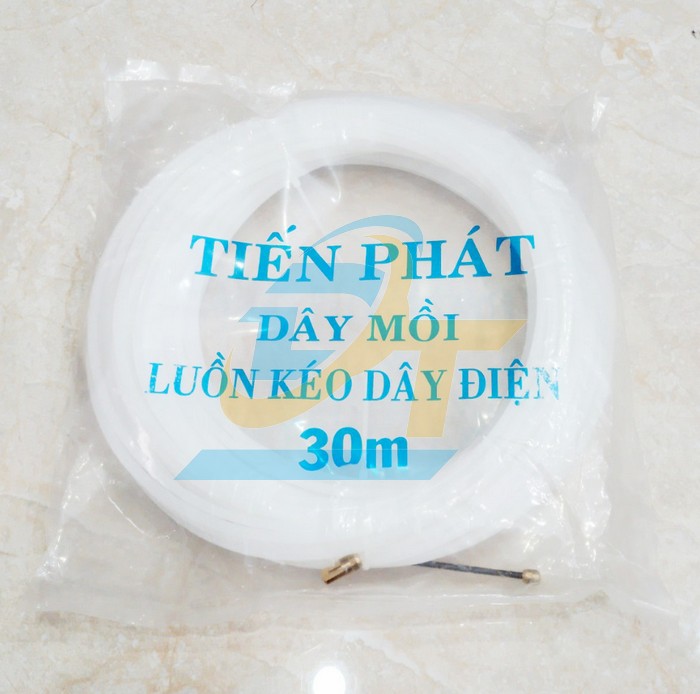 TIẾN PHÁT
DÂY MỒI
LUỒN KÉO DÂY ĐIỆN
30m